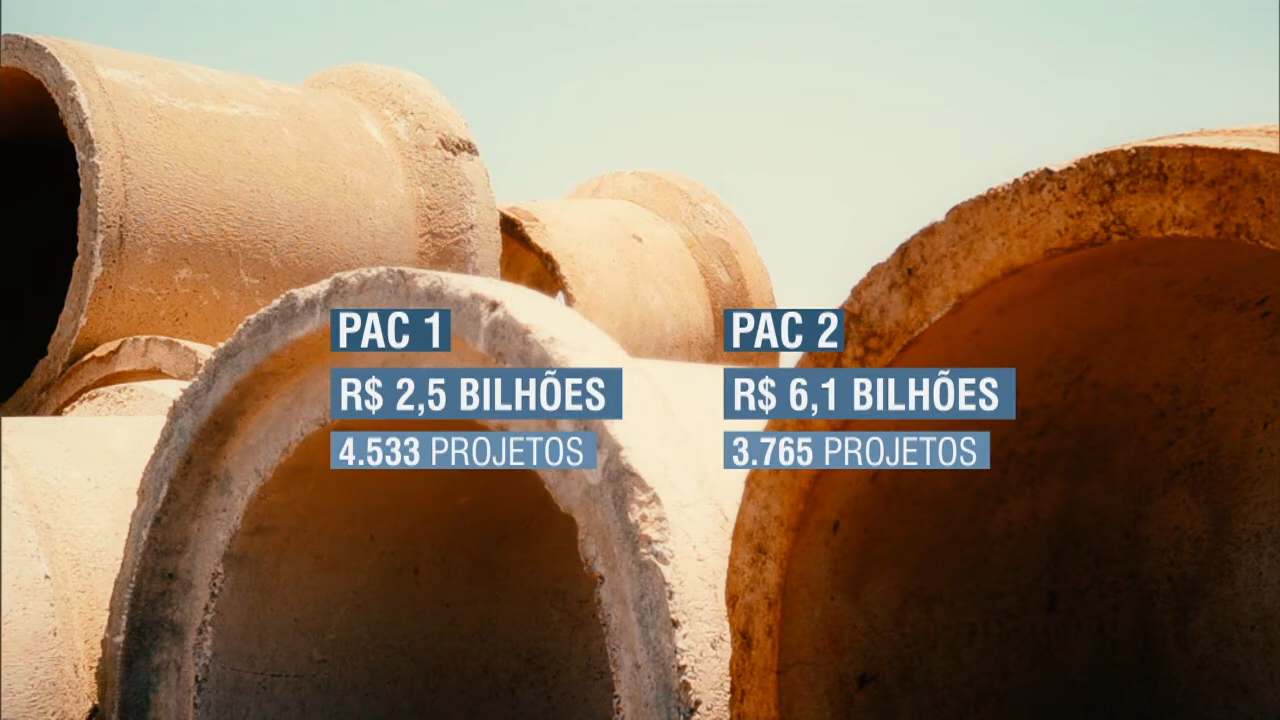 PAC 1
R$ 2,5 BILHÕES
4.533 PROJETOS
PAC 2
R$ 6,1 BILHÕES
3.765 PROJETOS